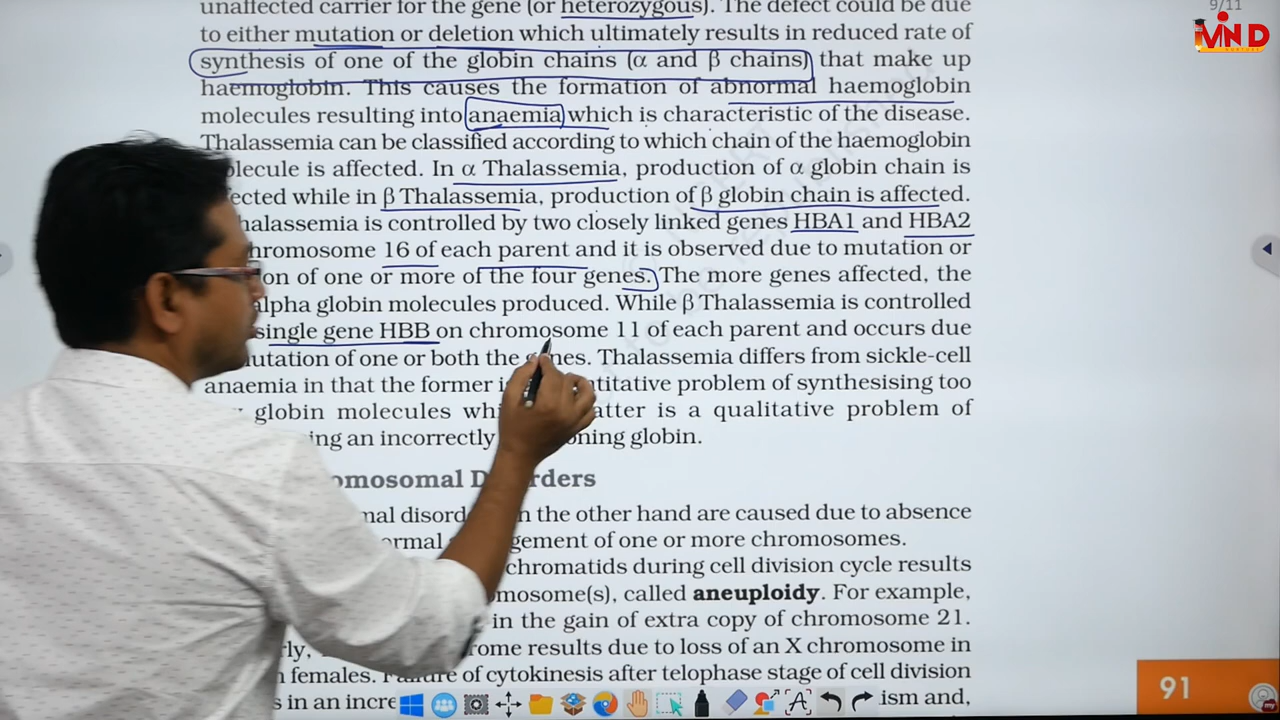 9/11
MIND
unaffected carrier for the gene (or heterozygous). The defect could be due
to either mutation or deletion which ultimately results in reduced rate of
synthesis of one of the globin chains (α and β chains) that make up
haemoglobin. This causes the formation of abnormal haemoglobin
molecules resulting into anaemia which is characteristic of the disease.
Thalassemia can be classified according to which chain of the haemoglobin
molecule is affected. In α Thalassemia, production of α globin chain is
ected while in β Thalassemia, production of β globin chain is affected.
halassemia is controlled by two closely linked genes HBA1 and HBA2
hromosome 16 of each parent and it is observed due to mutation or
on of one or more of the four genes. The more genes affected, the
alpha globin molecules produced. While β Thalassemia is controlled
single gene HBB on chromosome 11 of each parent and occurs due
utation of one or both the genes. Thalassemia differs from sickle-cell
anaemia in that the former is titative problem of synthesising too
globin molecules whi atter is a qualitative problem of
ing an incorrectly oning globin.
omosomal Disorders
nal disord n the other hand are caused due to absence
ormal gement of one or more chromosomes.
chromatids during cell division cycle results
mosome(s), called aneuploidy. For example,
in the gain of extra copy of chromosome 21.
rly, rome results due to loss of an X chromosome in
females. Failure of cytokinesis after telophase stage of cell division
s in an incre ism and,
91